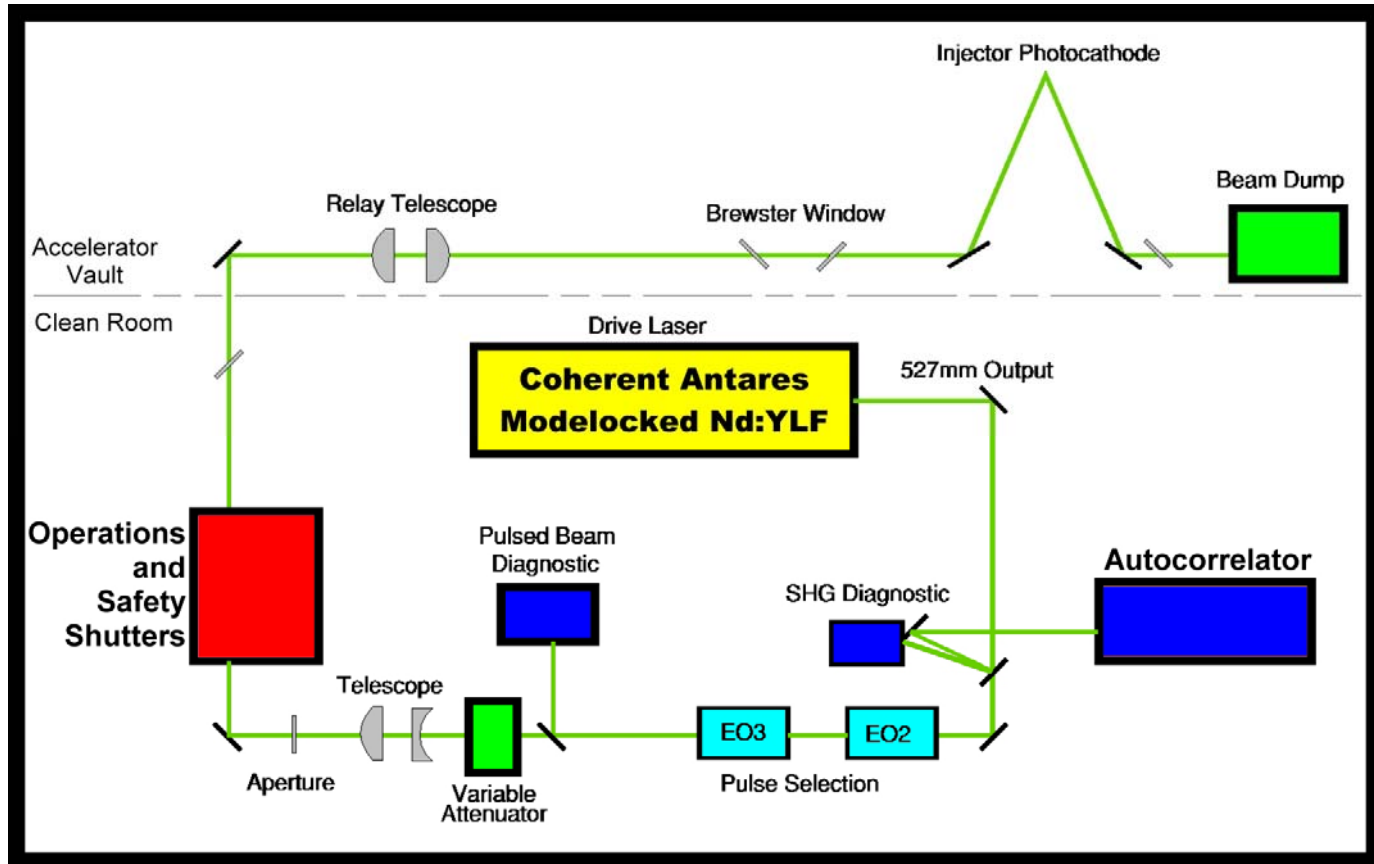 Injector Photocathode
Beam Dump
Relay Telescope
Brewster Window
Accelerator
Vault
Clean Room
Drive Laser
Coherent Antares
Modelocked Nd:YLF
527mm Output
Operations
and
Safety
Shutters
Pulsed Beam
Diagnostic
SHG Diagnostic
Autocorrelator
Telescope
EO3
EO2
Aperture
Variable
Attenuator
Pulse Selection